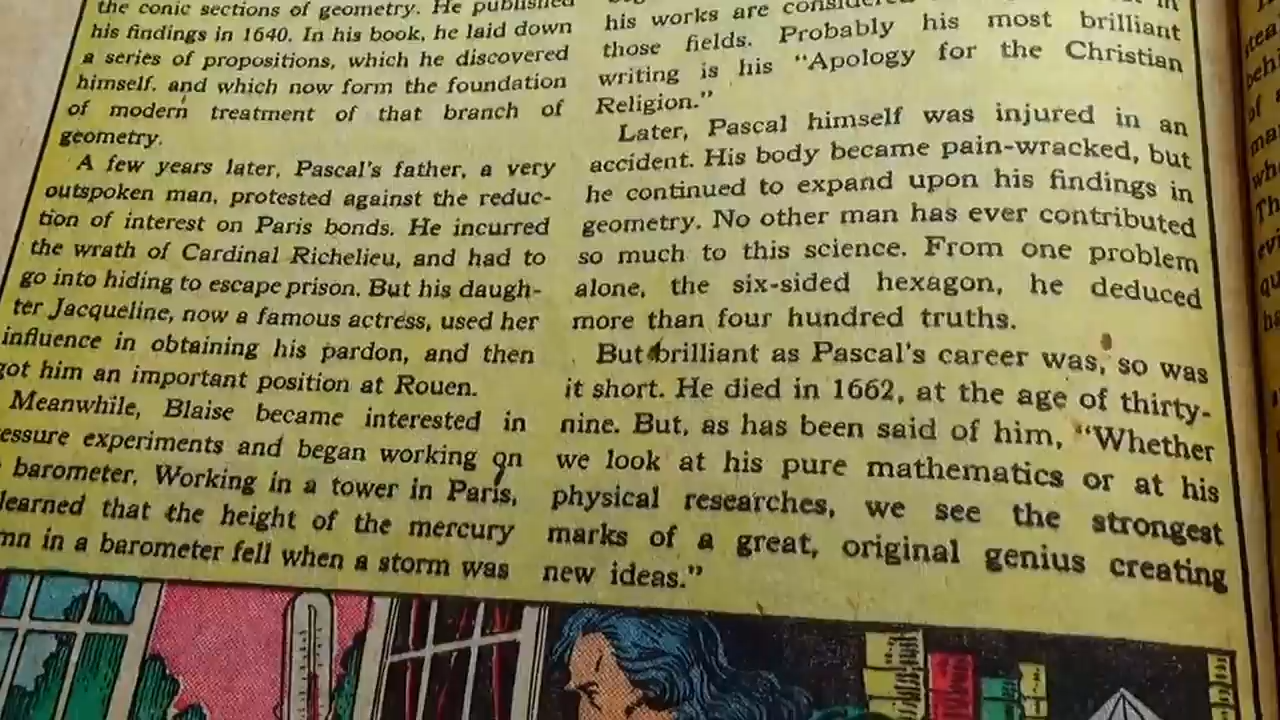 the conic sections of geometry. He published
his findings in 1640. In his book, he laid down
a series of propositions, which he discovered
himself, and which now form the foundation
of modern treatment of that branch of
geometry.
A few years later, Pascal's father, a very
outspoken man, protested against the reduc-
tion of interest on Paris bonds. He incurred
the wrath of Cardinal Richelieu, and had to
go into hiding to escape prison. But his daugh-
ter Jacqueline, now a famous actress, used her
influence in obtaining his pardon, and then
got him an important position at Rouen.
Meanwhile, Blaise became interested in
essure experiments and began working on
barometer. Working in a tower in Paris,
learned that the height of the mercury
mn in a barometer fell when a storm was
his works are considered
those fields. Probably his most brilliant
writing is his "Apology for the Christian
Religion."
Later, Pascal himself was injured in an
accident. His body became pain-wracked, but
he continued to expand upon his findings in
geometry. No other man has ever contributed
so much to this science. From one problem
alone, the six-sided hexagon, he deduced
more than four hundred truths.
But brilliant as Pascal's career was, so was
it short. He died in 1662, at the age of thirty-
nine. But, as has been said of him, "Whether
we look at his pure mathematics or at his
physical researches, we see the strongest
marks of a great, original genius creating
new ideas."